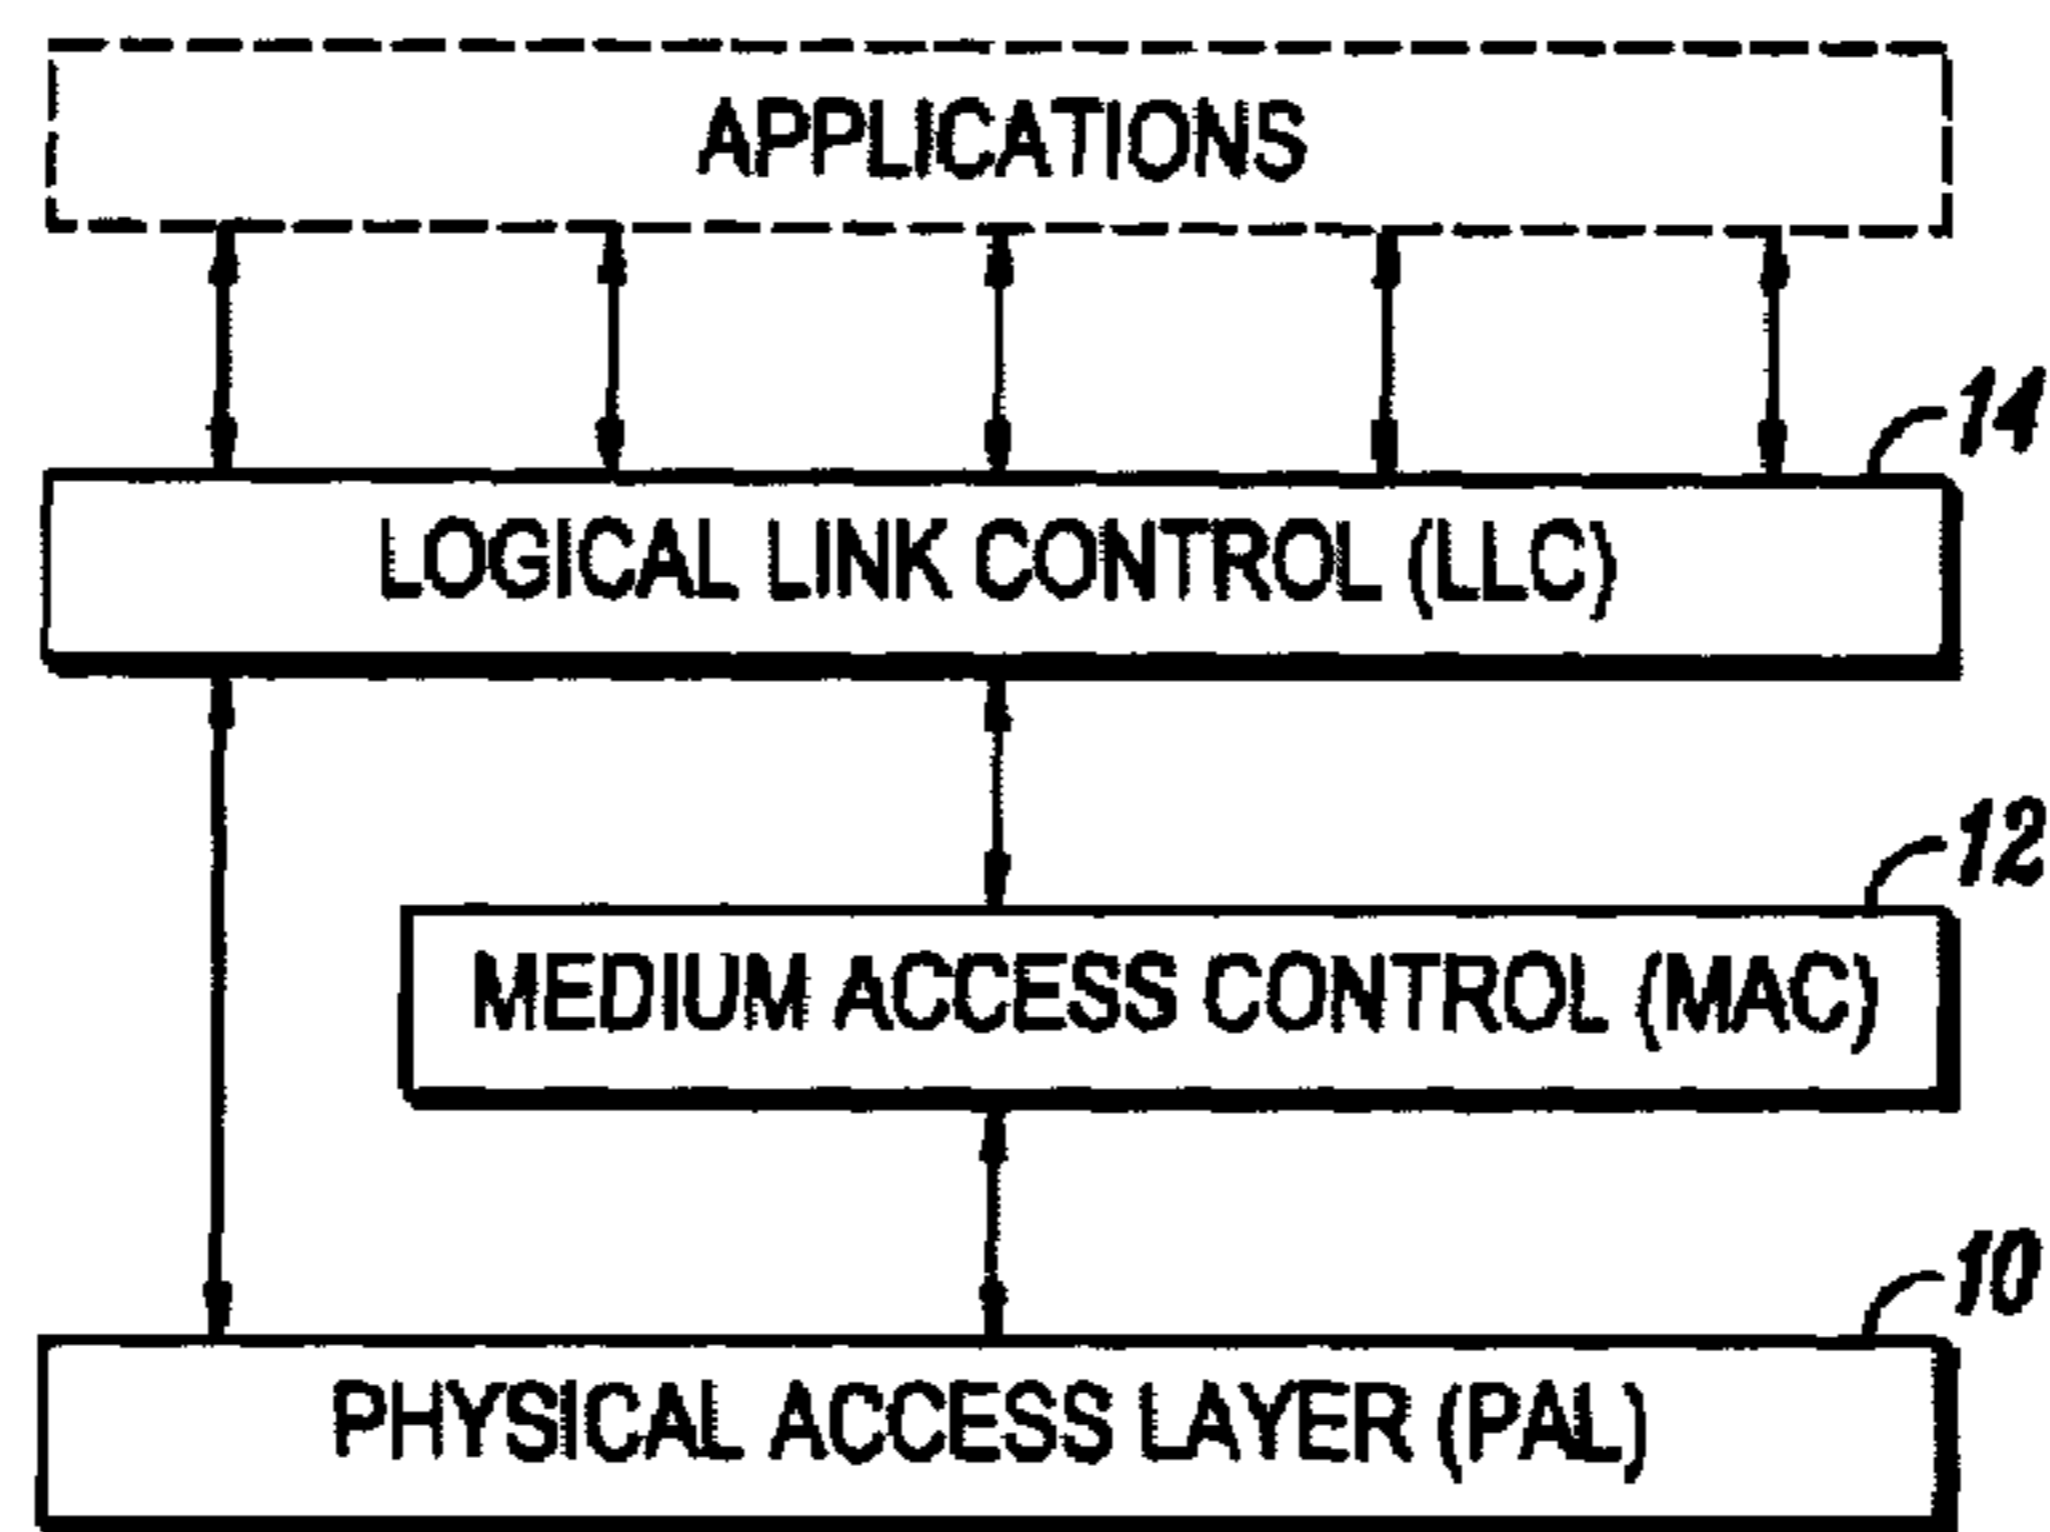 APPLICATIONS
14
LOGICAL LINK CONTROL (LLC)
12
MEDIUM ACCESS CONTROL (MAC)
10
PHYSICAL ACCESS LAYER (PAL)